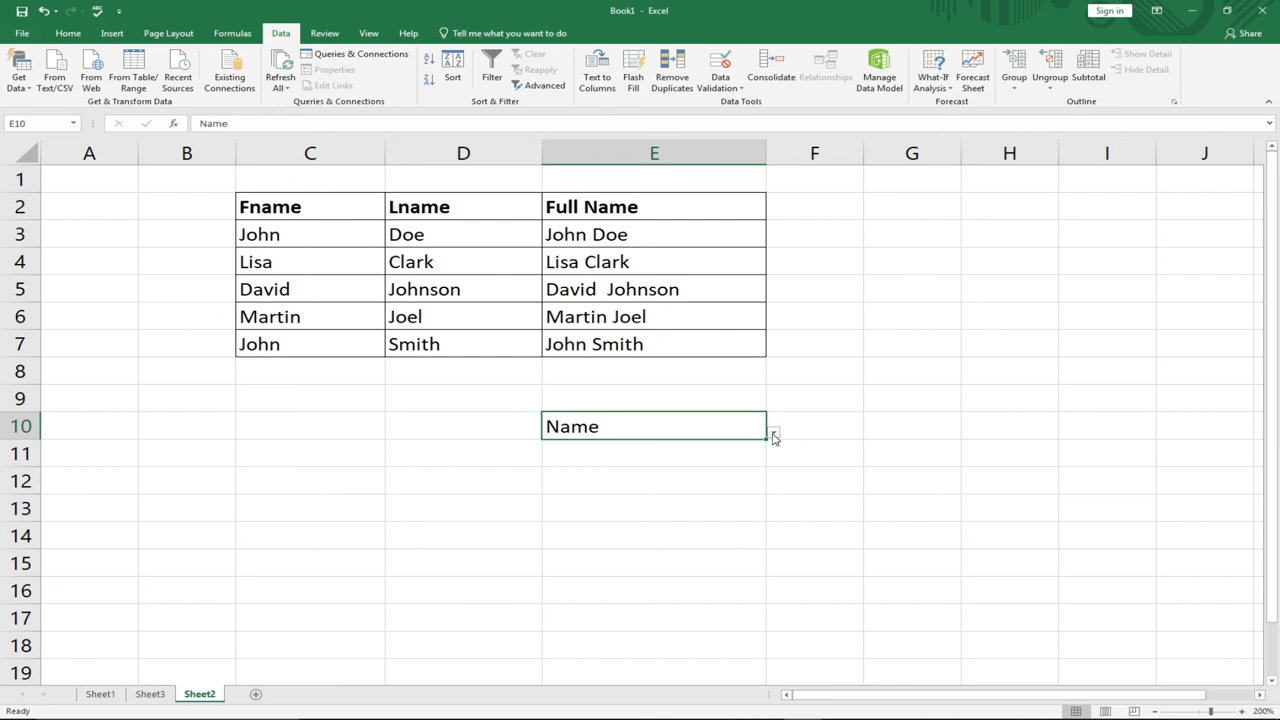 Book1 - Excel
Sign in
File Home Insert Page Layout Formulas Data Review View Help Tell me what you want to do Share
Get Data From Text/CSV From Web From Table/Range Recent Sources Existing Connections
Get & Transform Data
Refresh All Queries & Connections Properties Edit Links
Queries & Connections
Sort Filter Clear Reapply Advanced
Sort & Filter
Text to Columns Flash Fill Remove Duplicates Data Validation Consolidate Relationships Manage Data Model
Data Tools
What-If Analysis Forecast Sheet
Forecast
Group Ungroup Subtotal Show Detail Hide Detail
Outline
E10 fx Name
A B C D E F G H I J
1
2 Fname Lname Full Name
3 John Doe John Doe
4 Lisa Clark Lisa Clark
5 David Johnson David  Johnson
6 Martin Joel Martin Joel
7 John Smith John Smith
8
9
10 Name
11
12
13
14
15
16
17
18
19
Sheet1 Sheet3 Sheet2
Ready 200%